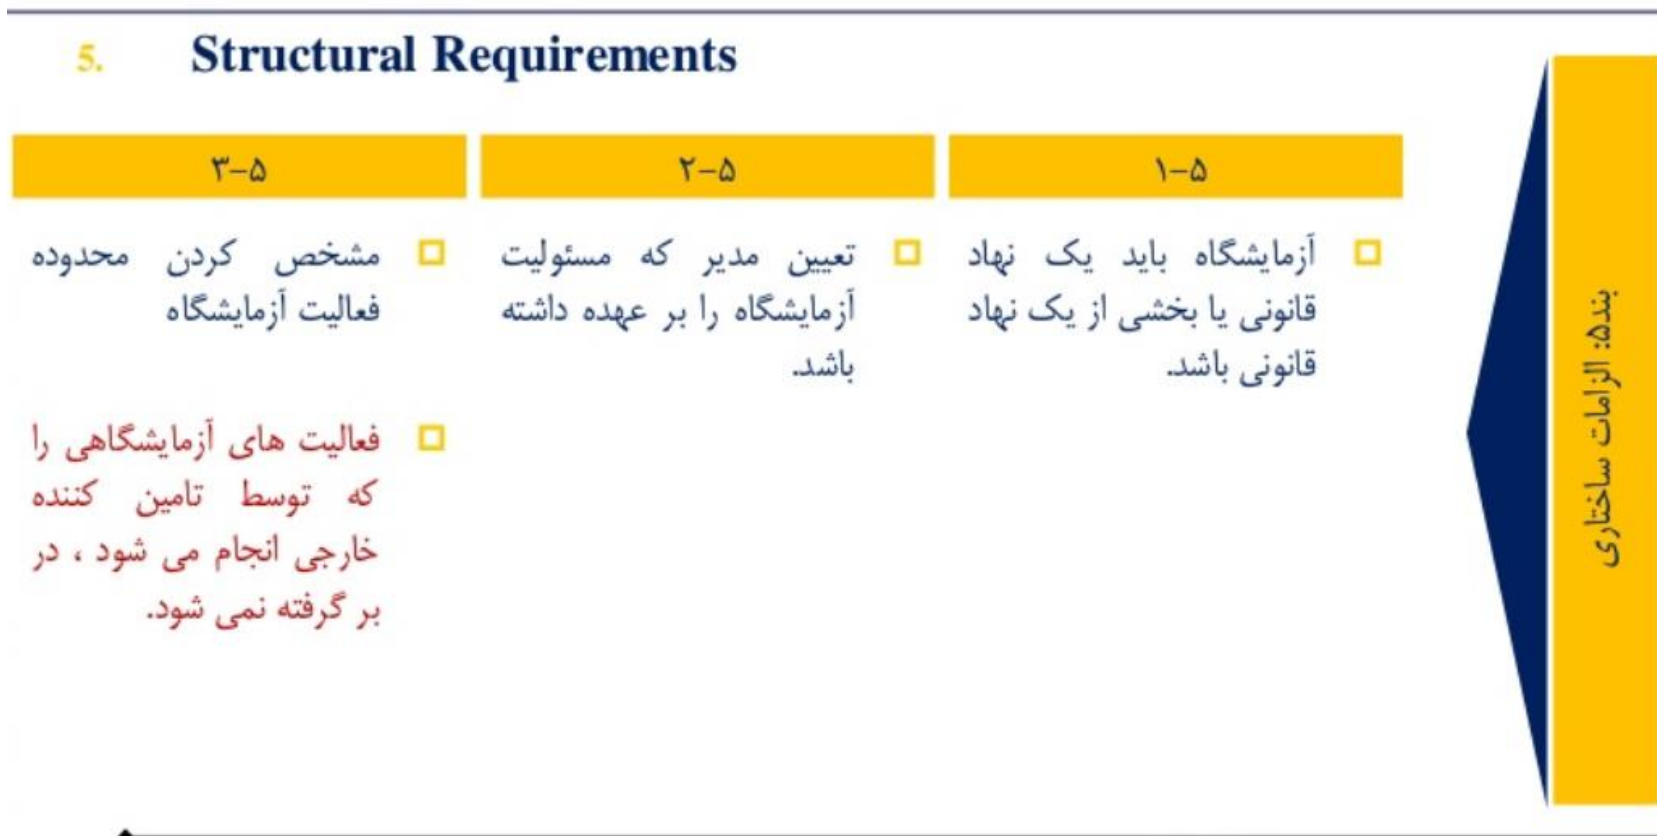 5. Structural Requirements
بند۵: الزامات ساختاری
۵-۱
آزمایشگاه باید یک نهاد
قانونی یا بخشی از یک نهاد
قانونی باشد.
۵-۲
تعیین مدیر که مسئولیت
آزمایشگاه را بر عهده داشته
باشد.
۵-۳
مشخص کردن محدوده
فعالیت آزمایشگاه
فعالیت های آزمایشگاهی را
که توسط تامین کننده
خارجی انجام می شود ، در
بر گرفته نمی شود.